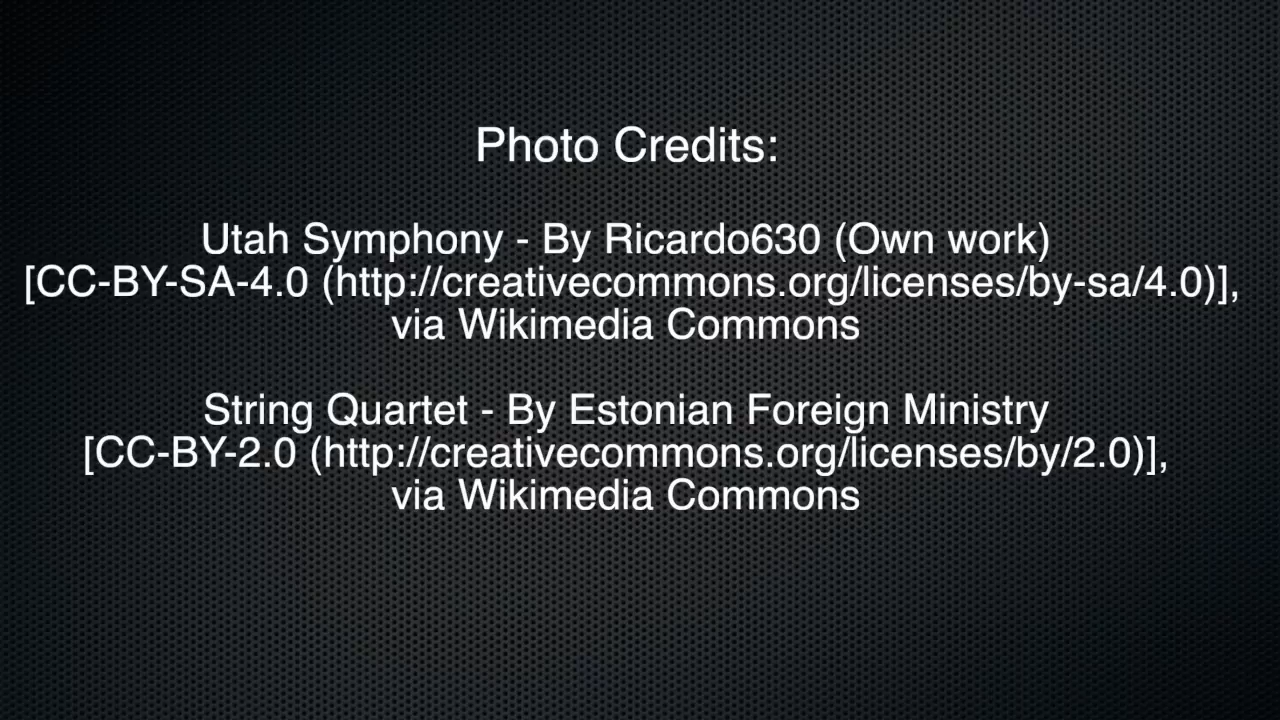 Photo Credits:
Utah Symphony - By Ricardo630 (Own work)
[CC-BY-SA-4.0 (http://creativecommons.org/licenses/by-sa/4.0)],
via Wikimedia Commons
String Quartet - By Estonian Foreign Ministry
[CC-BY-2.0 (http://creativecommons.org/licenses/by/2.0)],
via Wikimedia Commons